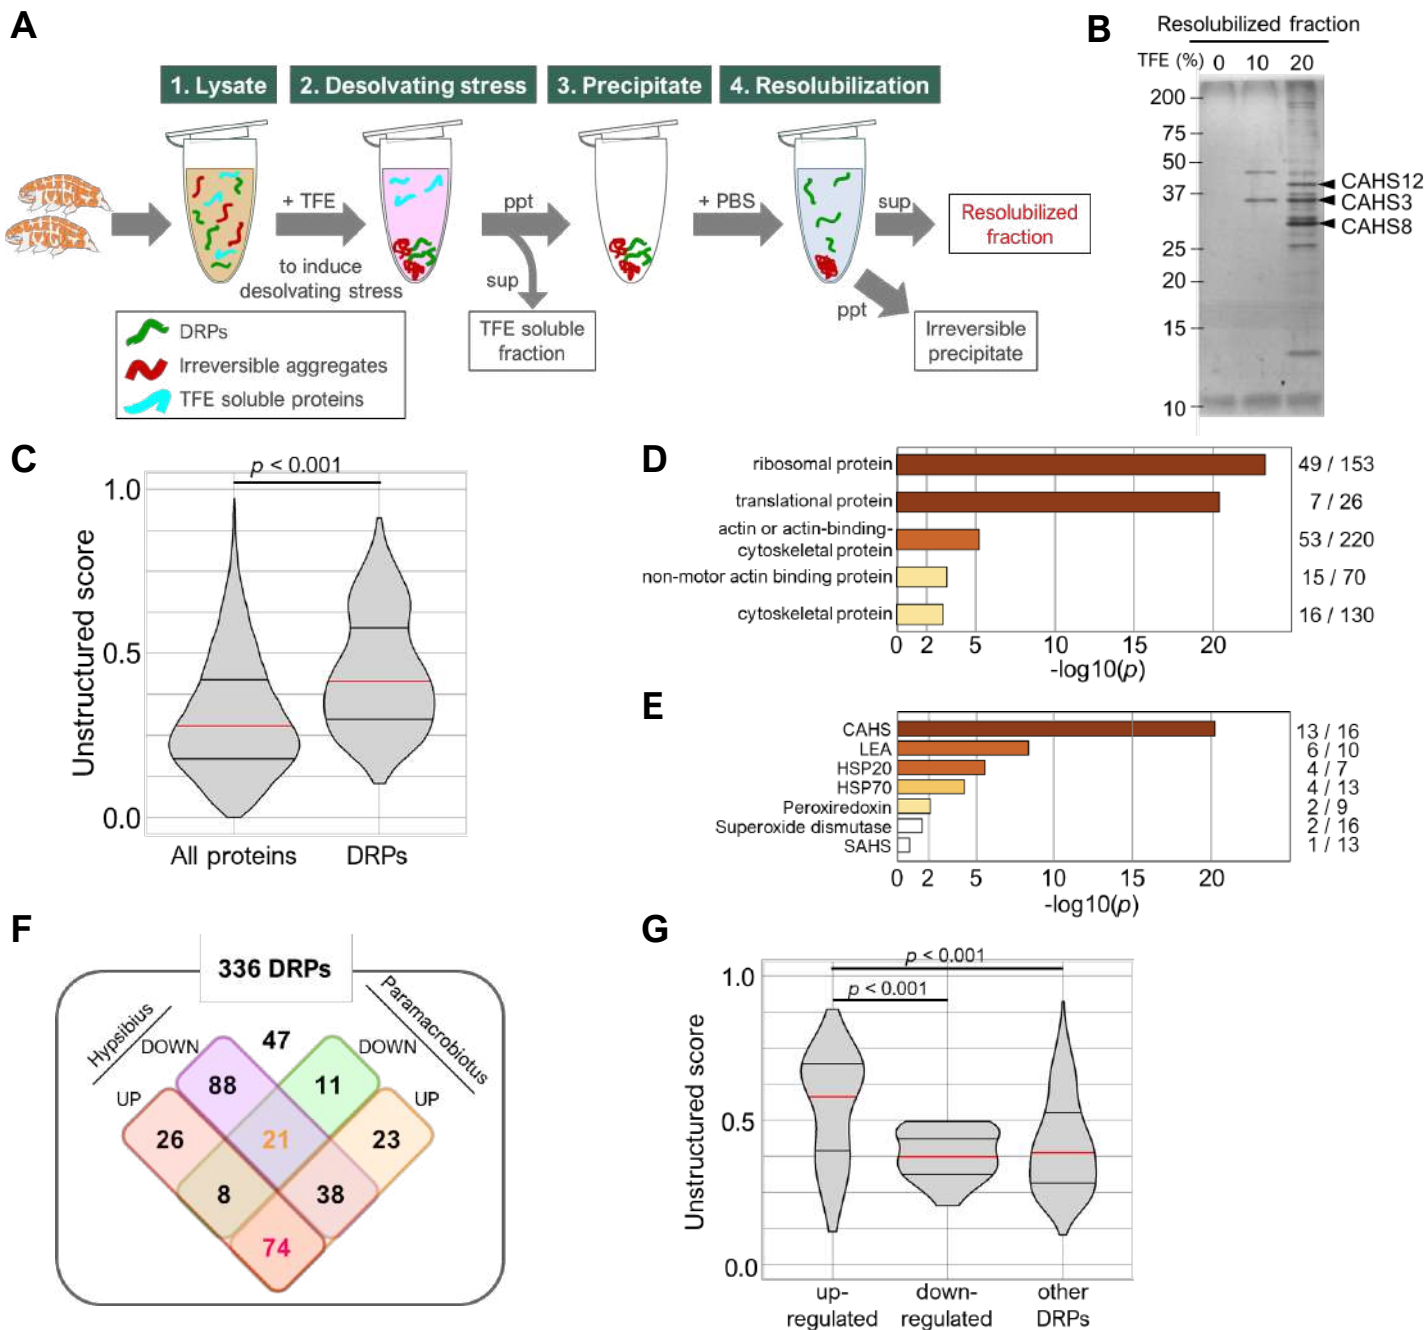 A
1. Lysate
2. Desolvating stress
3. Precipitate
4. Resolubilization
+ TFE
to induce
desolvating stress
ppt
sup
TFE soluble
fraction
+ PBS
sup
Resolubilized
fraction
ppt
Irreversible
precipitate
DRPs
Irreversible aggregates
TFE soluble proteins
B
Resolubilized fraction
TFE (%) 0 10 20
200
75
50
37
25
20
15
10
CAHS12
CAHS3
CAHS8
C
p < 0.001
1.0
0.5
0.0
Unstructured score
All proteins
DRPs
D
ribosomal protein 49 / 153
translational protein 7 / 26
actin or actin-binding-
cytoskeletal protein 53 / 220
non-motor actin binding protein 15 / 70
cytoskeletal protein 16 / 130
0 2 5 10 15 20
-log10(p)
E
CAHS 13 / 16
LEA 6 / 10
HSP20 4 / 7
HSP70 4 / 13
Peroxiredoxin 2 / 9
Superoxide dismutase 2 / 16
SAHS 1 / 13
0 2 5 10 15 20
-log10(p)
F
336 DRPs
Hypsibius
Paramacrobiotus
DOWN
47
DOWN
UP
88
11
UP
26
21
23
8
38
74
G
p < 0.001
p < 0.001
1.0
0.5
0.0
Unstructured score
up-
regulated
down-
regulated
other
DRPs